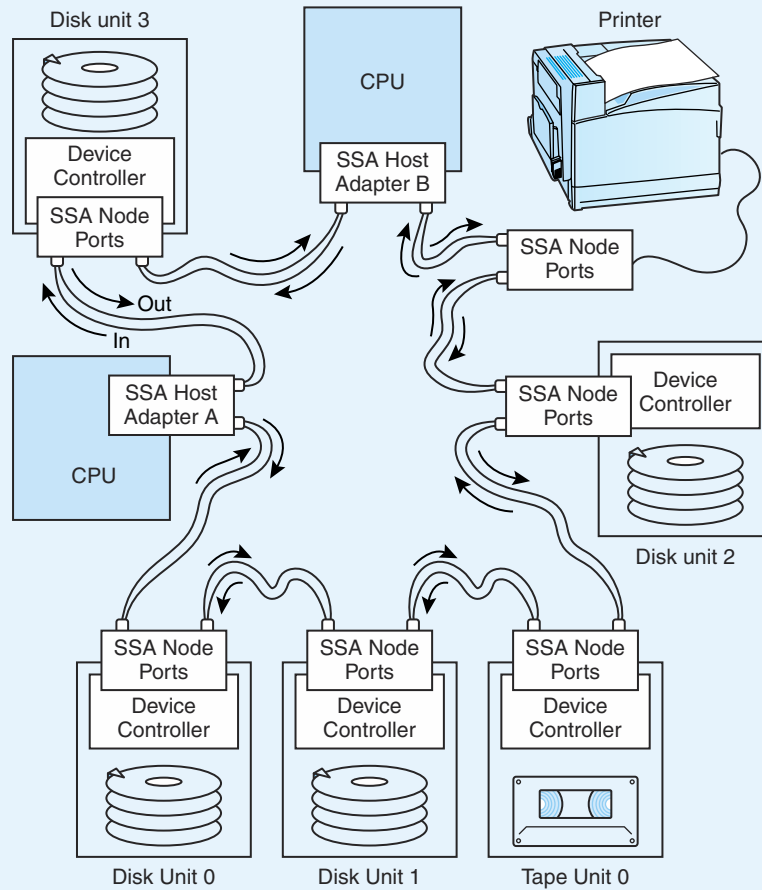 Disk unit 3
Printer
CPU
Device
Controller
SSA Host
Adapter B
SSA Node
Ports
SSA Node
Ports
Out
In
SSA Host
Adapter A
CPU
SSA Node
Ports
Device
Controller
Disk unit 2
SSA Node
Ports
Device
Controller
Disk Unit 0
SSA Node
Ports
Device
Controller
Disk Unit 1
SSA Node
Ports
Device
Controller
Tape Unit 0